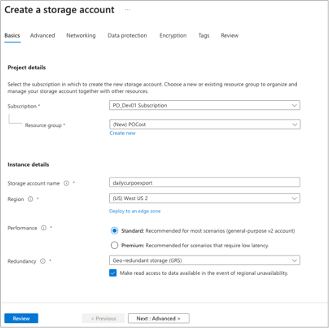 Create a storage account ...
Basics Advanced Networking Data protection Encryption Tags Review
Project details
Select the subscription in which to create the new storage account. Choose a new or existing resource group to organize and
manage your storage account together with other resources.
Subscription * PO_Dev01 Subscription
Resource group * (New) POCost
Create new
Instance details
Storage account name * dailycurpoexport
Region * (US) West US 2
Deploy to an edge zone
Performance * Standard: Recommended for most scenarios (general-purpose v2 account)
Premium: Recommended for scenarios that require low latency.
Redundancy * Geo-redundant storage (GRS)
Make read access to data available in the event of regional unavailability.
Review < Previous Next : Advanced >